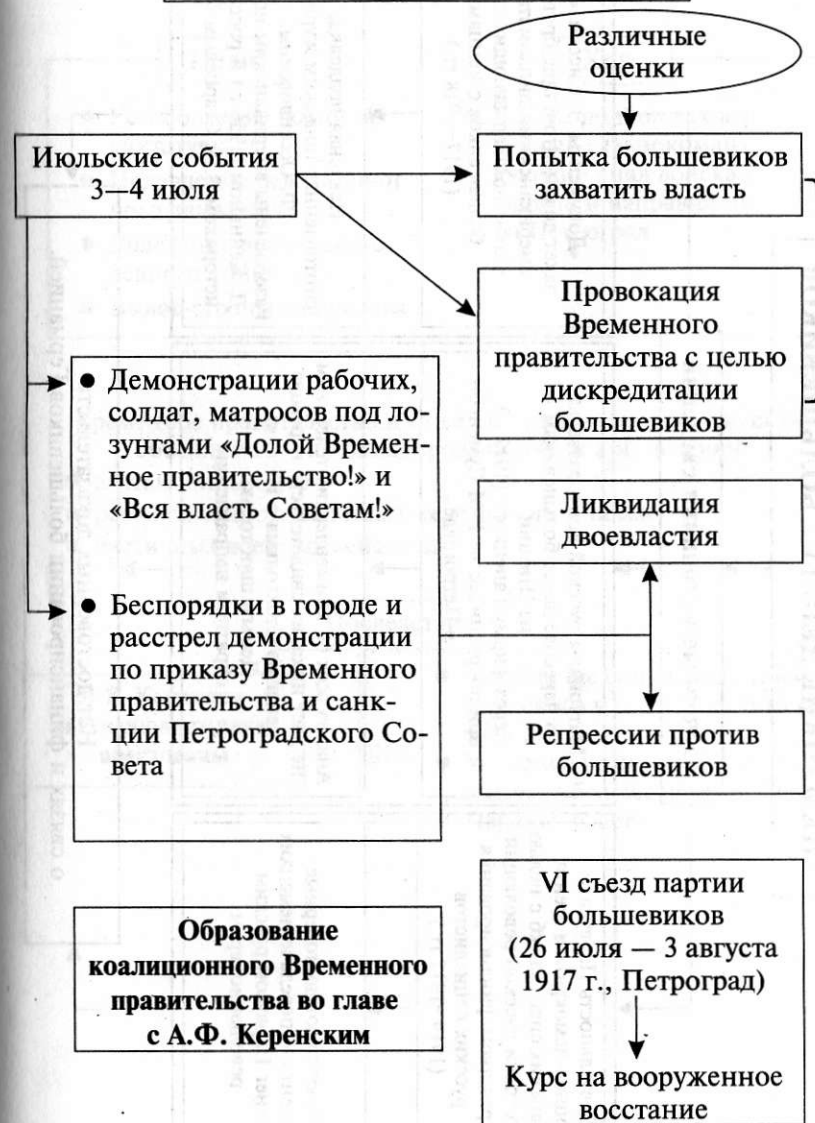 Различные
оценки
Июльские события
3—4 июля
Попытка большевиков
захватить власть
Провокация
Временного
правительства с целью
дискредитации
большевиков
● Демонстрации рабочих,
солдат, матросов под ло-
зунгами «Долой Времен-
ное правительство!» и
«Вся власть Советам!»
Ликвидация
двоевластия
● Беспорядки в городе и
расстрел демонстрации
по приказу Временного
правительства и санк-
ции Петроградского Со-
вета
Репрессии против
большевиков
Образование
коалиционного Временного
правительства во главе
с А.Ф. Керенским
VI съезд партии
большевиков
(26 июля — 3 августа
1917 г., Петроград)
Курс на вооруженное
восстание